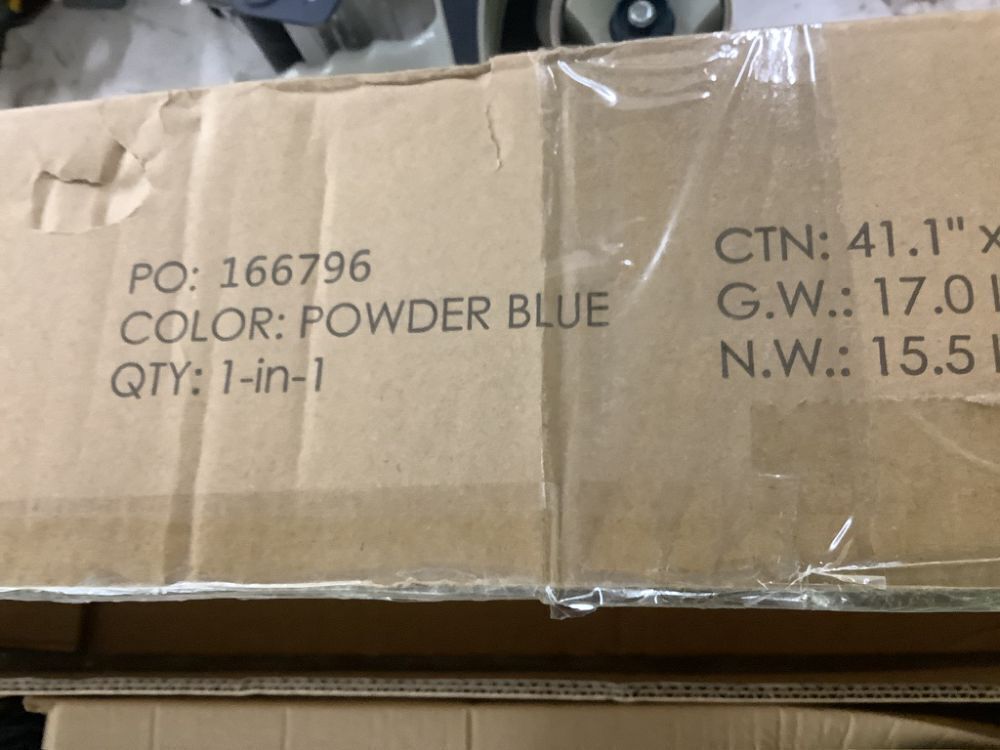 PO: 166796
COLOR: POWDER BLUE
QTY: 1-in-1
CTN: 41.1" x
G.W.: 17.0
N.W.: 15.5